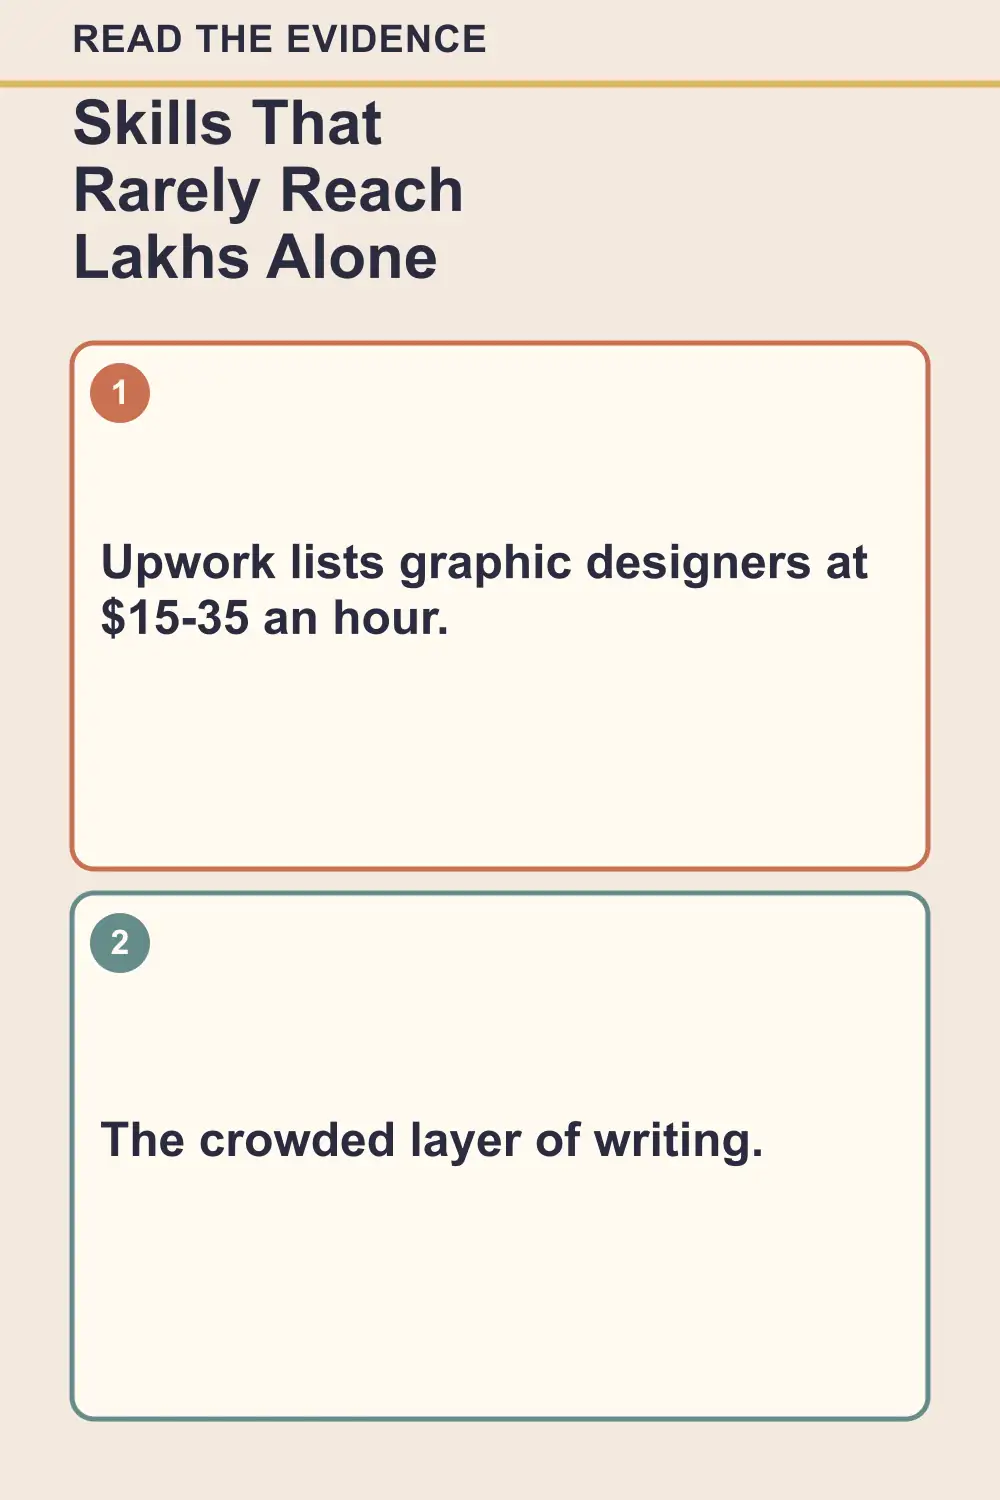 READ THE EVIDENCE
Skills That
Rarely Reach
Lakhs Alone
1
Upwork lists graphic designers at
$15-35 an hour.
2
The crowded layer of writing.